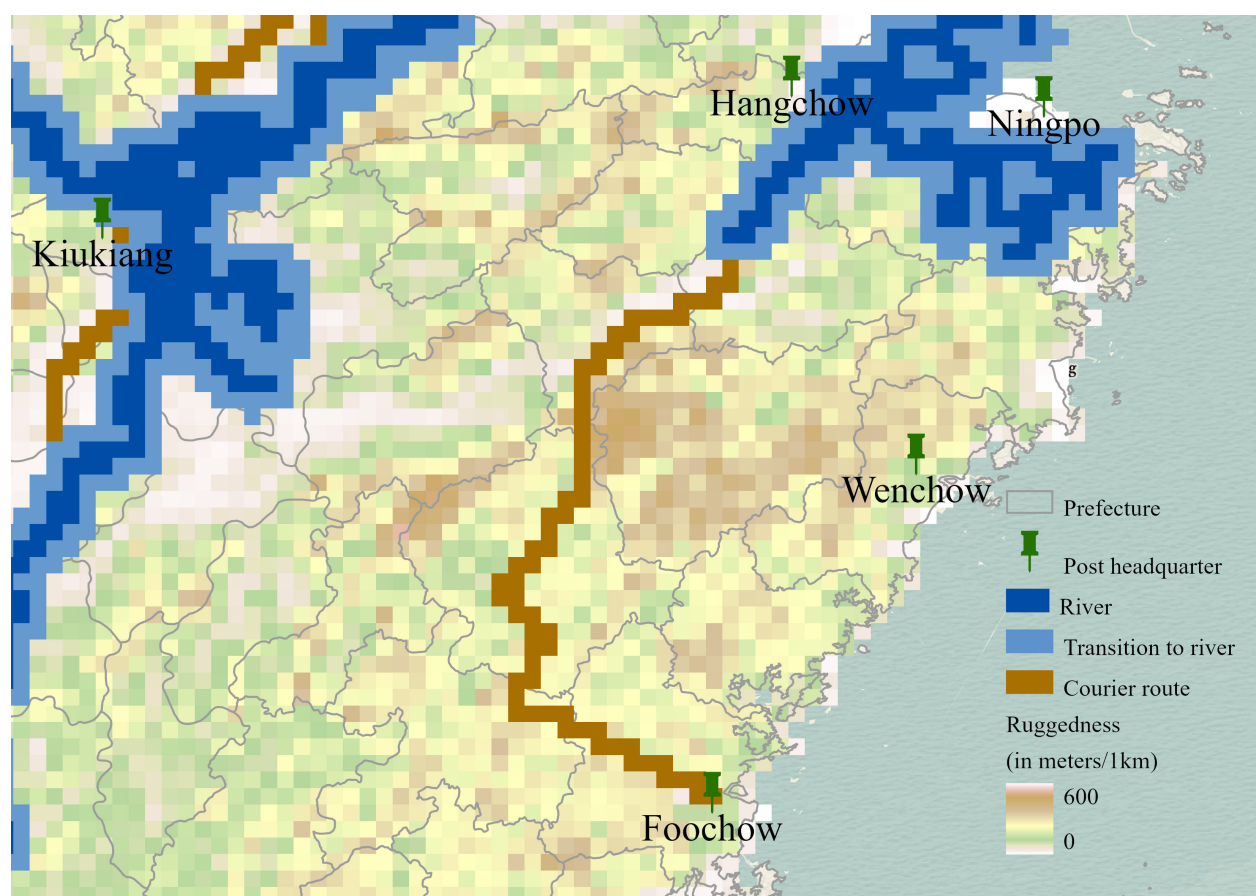 Hangchow
Ningpo
Kiukiang
g
Wenchow
Foochow
Prefecture
Post headquarter
River
Transition to river
Courier route
Ruggedness
(in meters/1km)
600
0